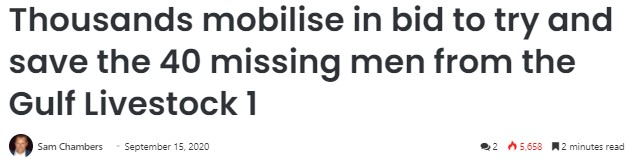 Thousands mobilise in bid to try and
save the 40 missing men from the
Gulf Livestock 1
Sam Chambers - September 15, 2020 2 5,658 2 minutes read